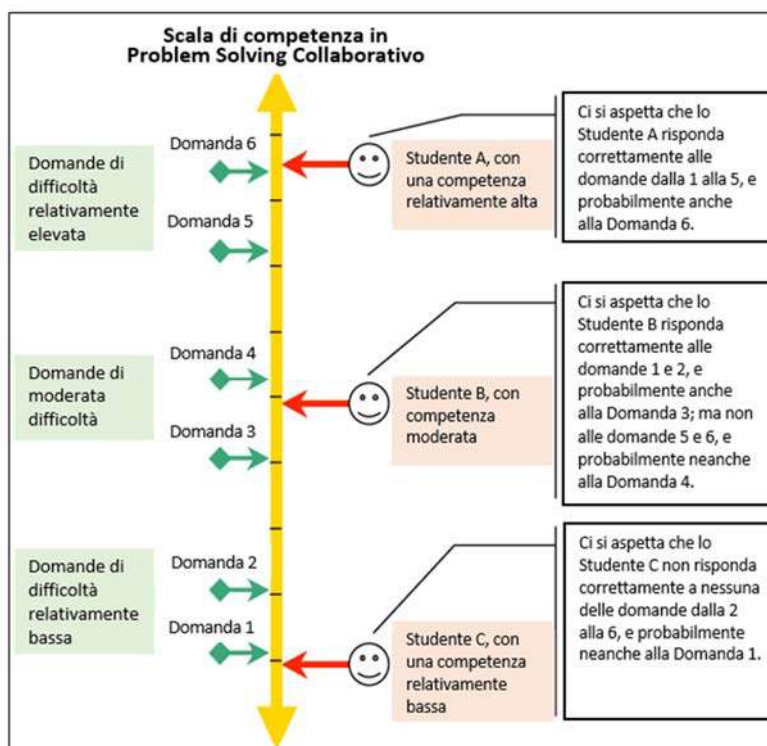 Scala di competenza in
Problem Solving Collaborativo
Domande di
difficoltà
relativamente
elevata
Domanda 6
Domanda 5
Studente A, con
una competenza
relativamente alta
Ci si aspetta che lo
Studente A risponda
correttamente alle
domande dalla 1 alla 5, e
probabilmente anche
alla Domanda 6.
Domande di
moderata
difficoltà
Domanda 4
Domanda 3
Studente B, con
competenza
moderata
Ci si aspetta che lo
Studente B risponda
correttamente alle
domande 1 e 2, e
probabilmente anche
alla Domanda 3; ma non
alle domande 5 e 6, e
probabilmente neanche
alla Domanda 4.
Domande di
difficoltà
relativamente
bassa
Domanda 2
Domanda 1
Studente C, con
una competenza
relativamente
bassa
Ci si aspetta che lo
Studente C non risponda
correttamente a nessuna
delle domande dalla 2
alla 6, e probabilmente
neanche alla Domanda 1.